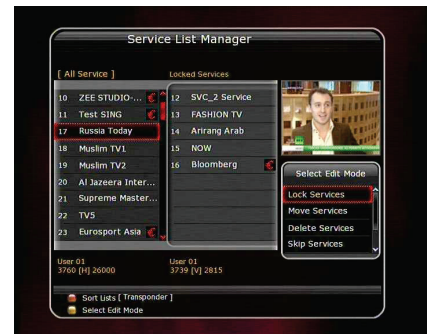 Service List Manager
[ All Service ]
Locked Services
10 ZEE STUDIO-...
11 Test SING
17 Russia Today
18 Muslim TV1
19 Muslim TV2
20 Al Jazeera Inter...
21 Supreme Master...
22 TV5
23 Eurosport Asia
12 SVC_2 Service
13 FASHION TV
14 Arirang Arab
15 NOW
16 Bloomberg
Select Edit Mode
Lock Services
Move Services
Delete Services
Skip Services
User 01
3760 [H] 26000
User 01
3739 [V] 2815
Sort Lists [ Transponder ]
Select Edit Mode